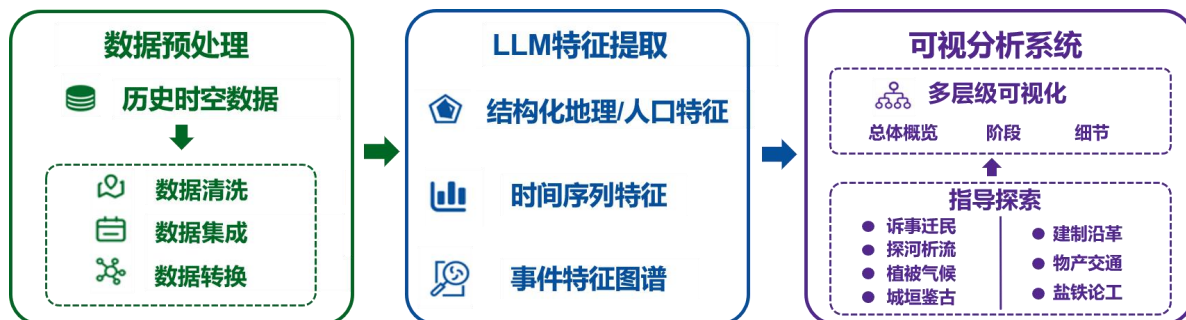 数据预处理
历史时空数据
数据清洗
数据集成
数据转换
LLM特征提取
结构化地理/人口特征
时间序列特征
事件特征图谱
可视分析系统
多层级可视化
总体概览 阶段 细节
指导探索
诉事迁民
探河析流
植被气候
城垣鉴古
建制沿革
物产交通
盐铁论工